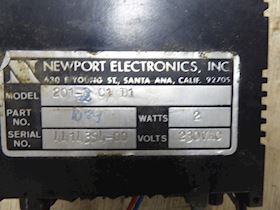 NEWPORT ELECTRONICS, INC
630 E YOUNG ST, SANTA ANA, CALIF. 92705
MODEL
PART NO. WATTS 2
SERIAL NO. VOLTS 230VAC